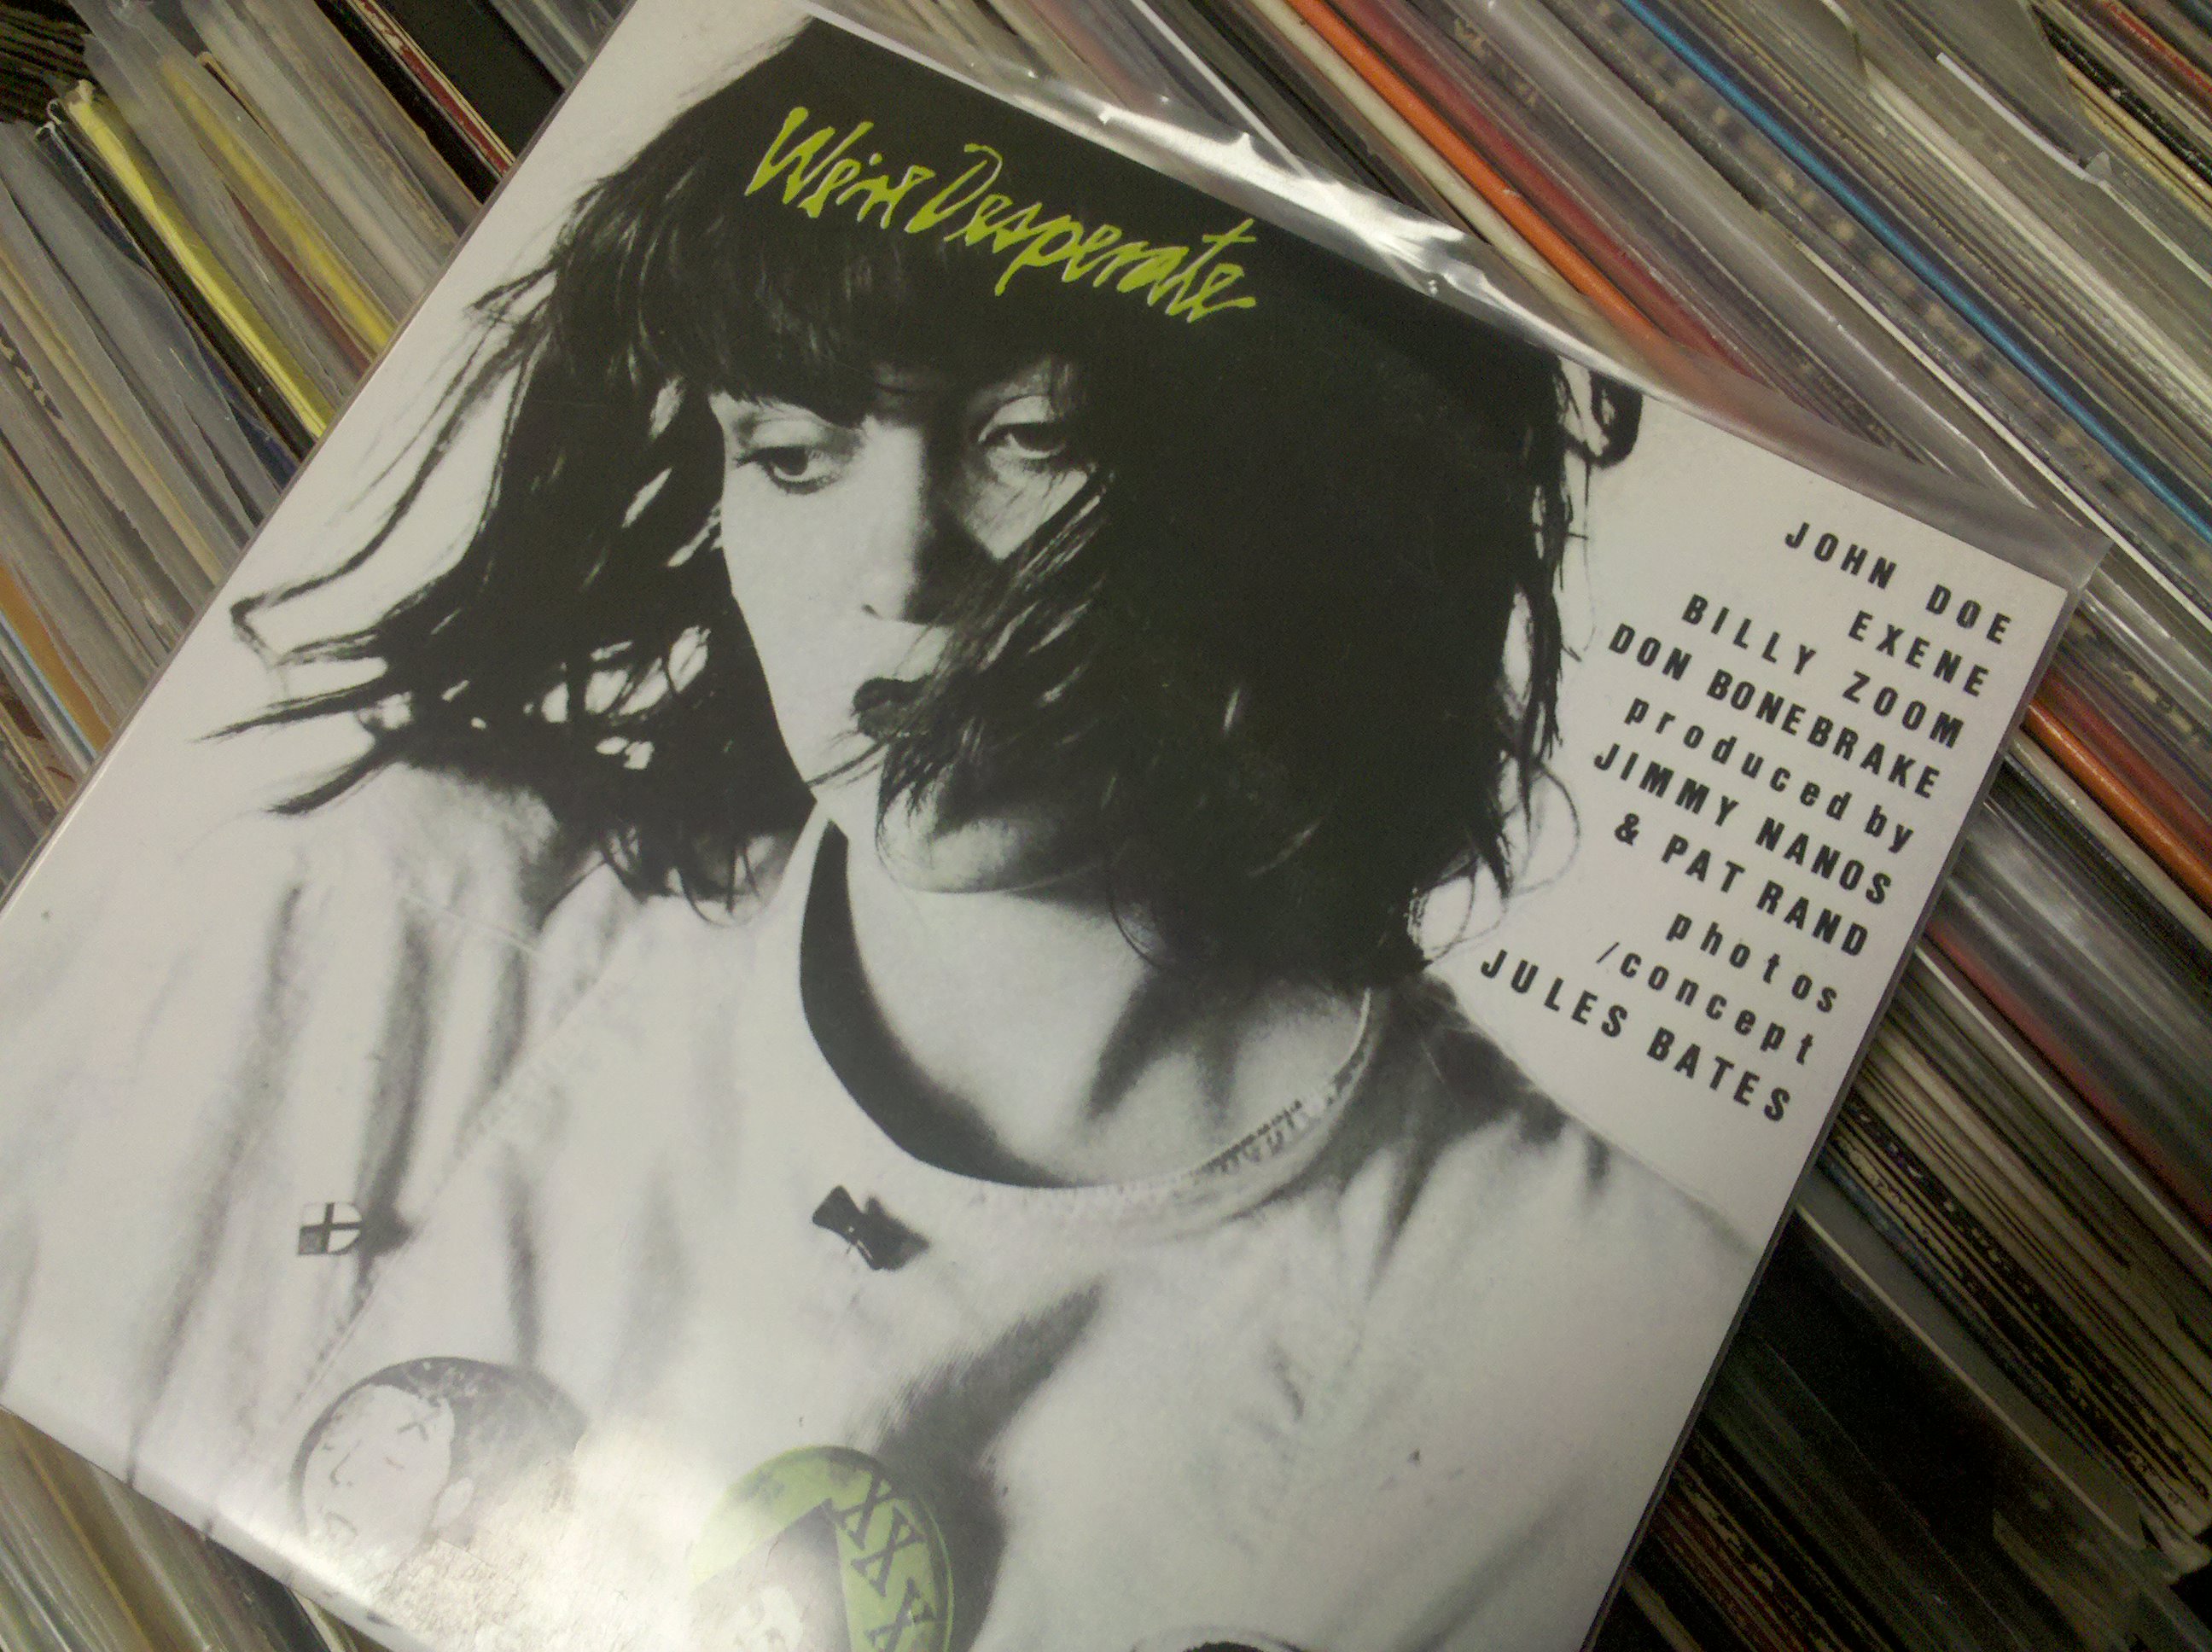 We're Desperate
JOHN DOE
EXENE
BILLY ZOOM
DON BONEBRAKE
produced by
JIMMY NANOS
& PAT RAND
photos
/concept
JULES BATES
XXXX